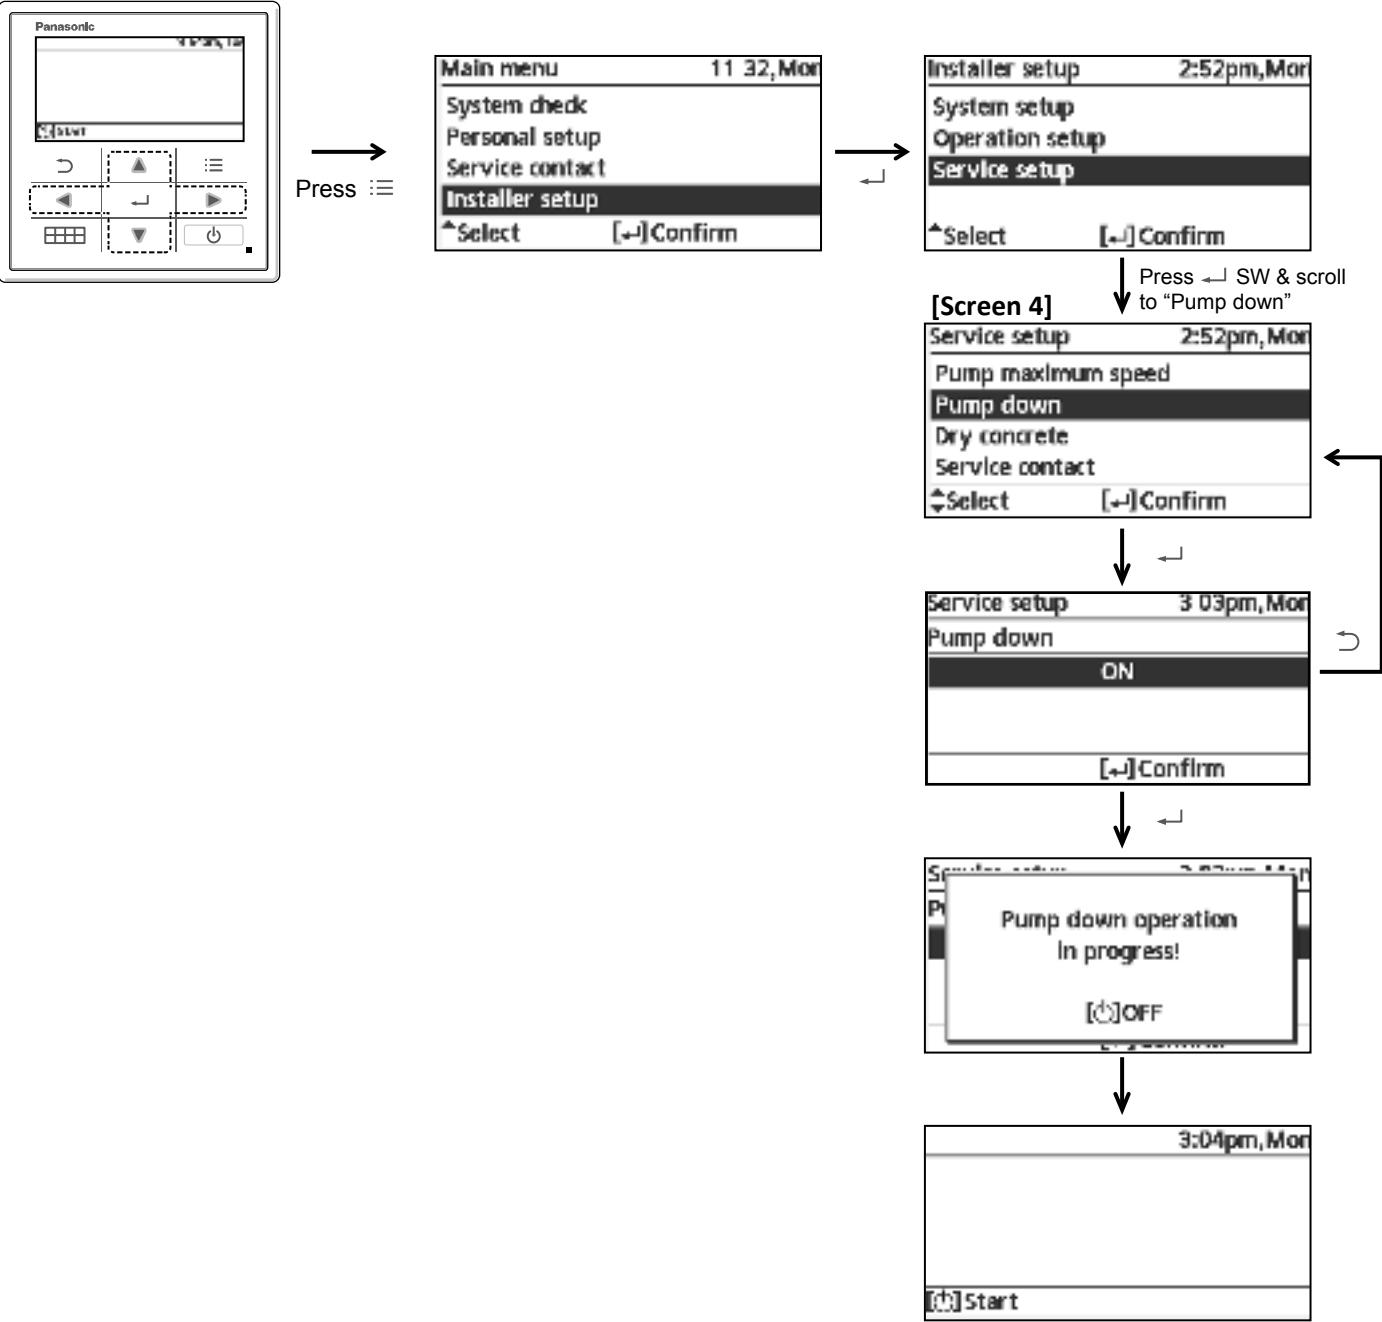 Panasonic
[⏻]Start
Press
Main menu 11 32,Mon
System check
Personal setup
Service contact
Installer setup
Select [↵]Confirm
Installer setup 2:52pm,Mon
System setup
Operation setup
Service setup
Select [↵]Confirm
Press ↵ SW & scroll
to “Pump down”
[Screen 4]
Service setup 2:52pm,Mon
Pump maximum speed
Pump down
Dry concrete
Service contact
Select [↵]Confirm
Service setup 3 03pm,Mon
Pump down
ON
[↵]Confirm
Pump down operation
in progress!
[⏻]OFF
3:04pm,Mon
[⏻]Start